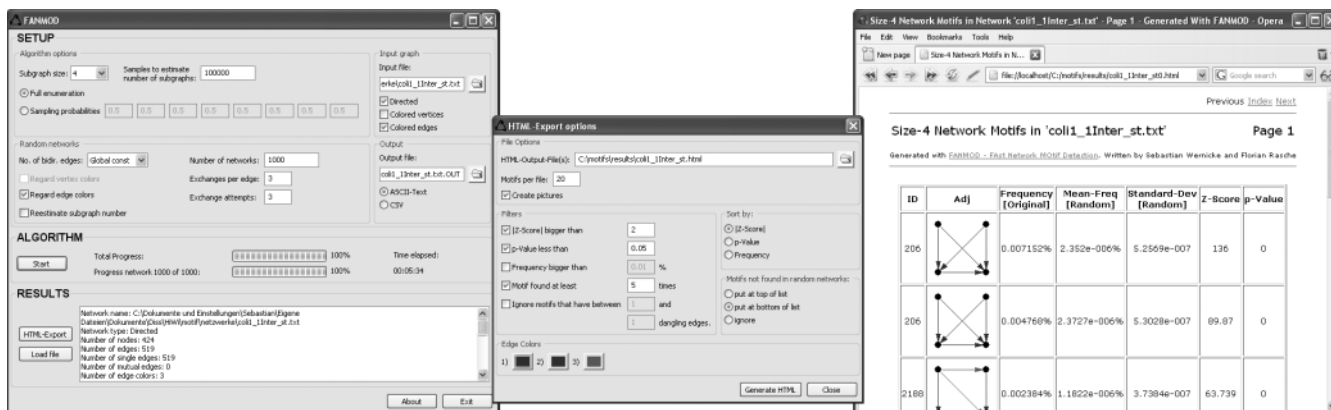 FANMOD
SETUP
Algorithm options
Subgraph size: 4
Samples to estimate number of subgraphs: 100000
Full enumeration
Sampling probabilities 0.5 0.5 0.5 0.5 0.5 0.5 0.5 0.5
Input graph
Input file:
erke\coli1_1Inter_st.txt
Directed
Colored vertices
Colored edges
Random networks
No. of bidir. edges: Global const
Number of networks: 1000
Regard vertex colors
Exchanges per edge: 3
Regard edge colors
Exchange attempts: 3
Reestimate subgraph number
Output
Output file:
coli1_1Inter_st.txt.OUT
ASCII-Text
CSV
ALGORITHM
Start
Total Progress: 100%
Progress network 1000 of 1000: 100%
Time elapsed:
00:05:34
RESULTS
HTML-Export
Load file
Network name: C:\Dokumente und Einstellungen\Sebastian\Eigene
Dateien\Dokumente\Diss\HiWi\motif\netzwerke\coli1_1Inter_st.txt
Network type: Directed
Number of nodes: 424
Number of edges: 519
Number of single edges: 519
Number of mutual edges: 0
Number of edge-colors: 3
About
Exit
HTML-Export options
File Options
HTML-Output-File(s): C:\motifs\results\coli1_1Inter_st.html
Motifs per file: 20
Create pictures
Filters
|Z-Score| bigger than 2
p-Value less than 0.05
Frequency bigger than 0.01 %
Motif found at least 5 times
Ignore motifs that have between 1 and
1 dangling edges.
Sort by:
|Z-Score|
p-Value
Frequency
Motifs not found in random networks:
put at top of list
put at bottom of list
ignore
Edge Colors
1) 2) 3)
Generate HTML
Close
Size-4 Network Motifs in Network 'coli1_1Inter_st.txt' - Page 1 - Generated With FANMOD - Opera
File Edit View Bookmarks Tools Help
New page Size-4 Network Motifs in N...
file://localhost/C:/motifs/results/coli1_1Inter_st0.html Google search
Previous Index Next
Size-4 Network Motifs in 'coli1_1Inter_st.txt' Page 1
Generated with FANMOD - FAst Network MOtif Detection. Written by Sebastian Wernicke and Florian Rasche
ID Adj Frequency [Original] Mean-Freq [Random] Standard-Dev [Random] Z-Score p-Value
206 0.007152% 2.352e-006% 5.2569e-007 136 0
206 0.004768% 2.3727e-006% 5.3028e-007 89.87 0
2188 0.002384% 1.1822e-006% 3.7384e-007 63.739 0